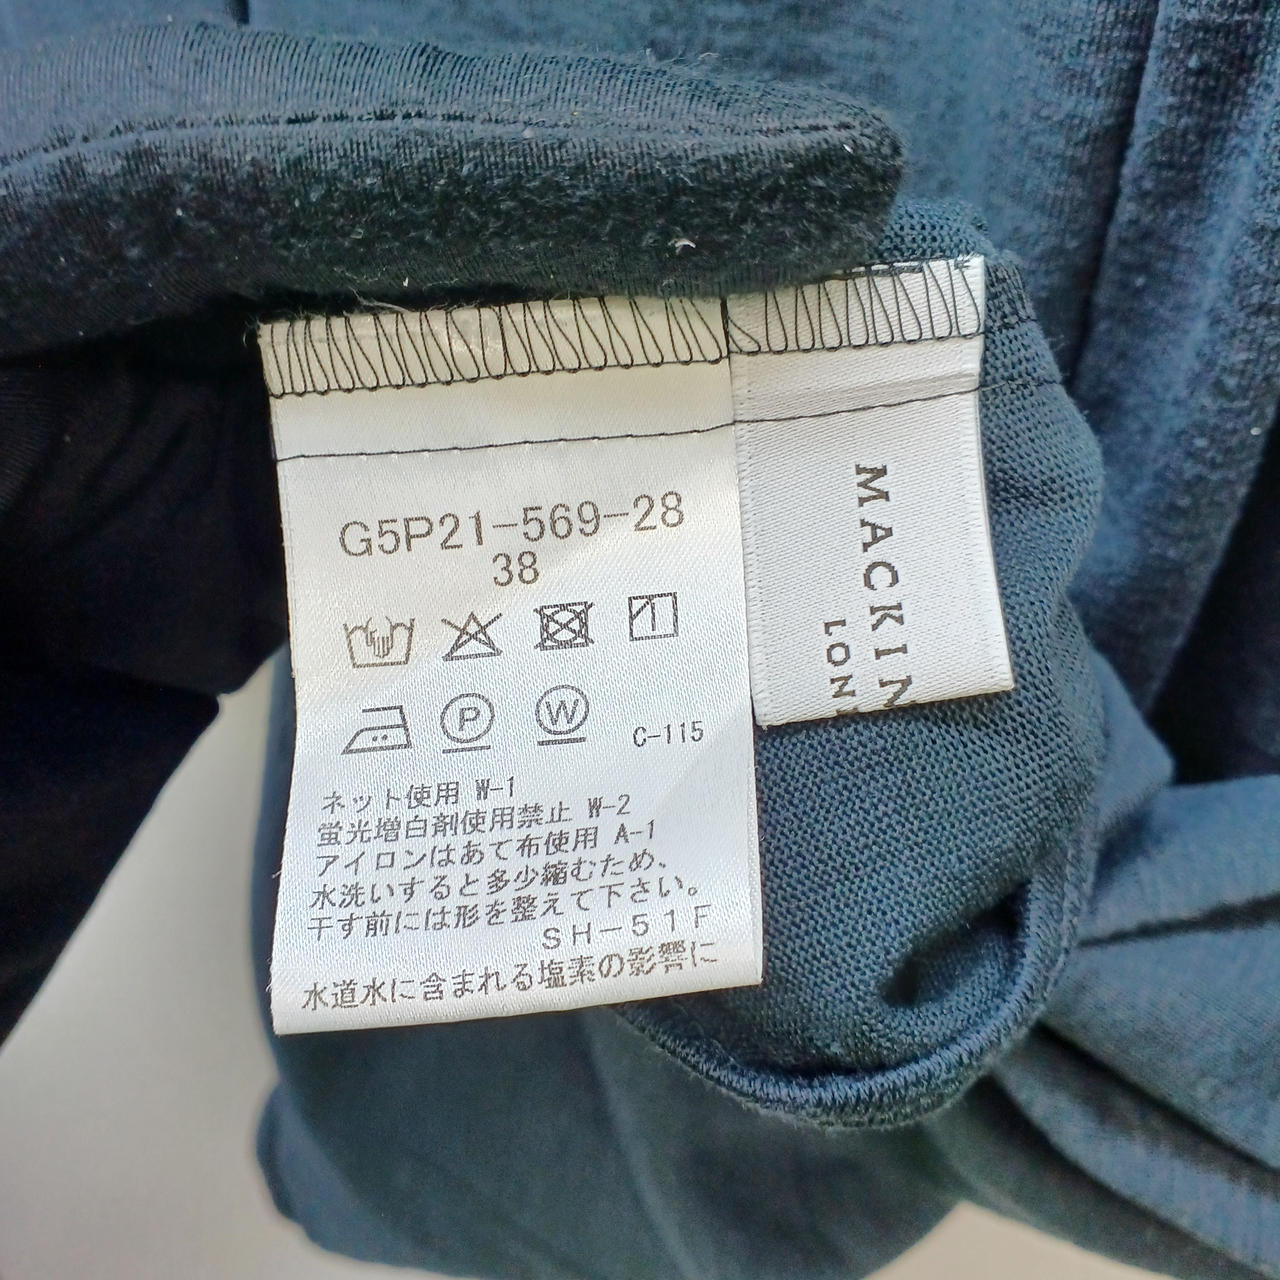 G5P21-569-28
38
P
W
C-115
ネット使用 W-1
蛍光増白剤使用禁止 W-2
アイロンはあて布使用 A-1
水洗いすると多少縮むため、
干す前には形を整えて下さい。
SH-51F
水道水に含まれる塩素の影響に
MACKIN
LON